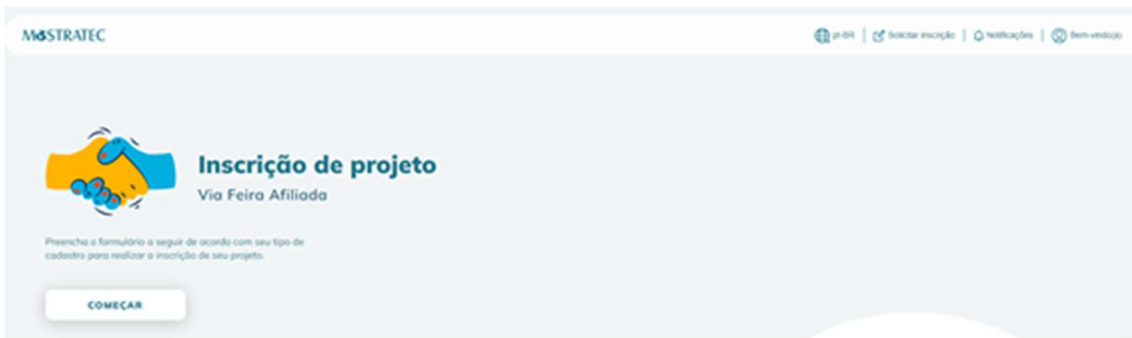 MOSTRATEC
pt-BR | Solicitar inscrição | Notificações | Bem-vindo(a)
Inscrição de projeto
Via Feira Afiliada
Preencha o formulário a seguir de acordo com seu tipo de
cadastro para realizar a inscrição de seu projeto.
COMEÇAR